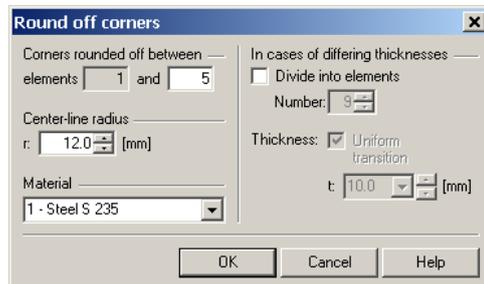 Round off corners
Corners rounded off between
elements 1 and 5
Center-line radius
r: 12.0 [mm]
Material
1 - Steel S 235
In cases of differing thicknesses
Divide into elements
Number: 9
Thickness: Uniform
transition
t: 10.0 [mm]
OK Cancel Help